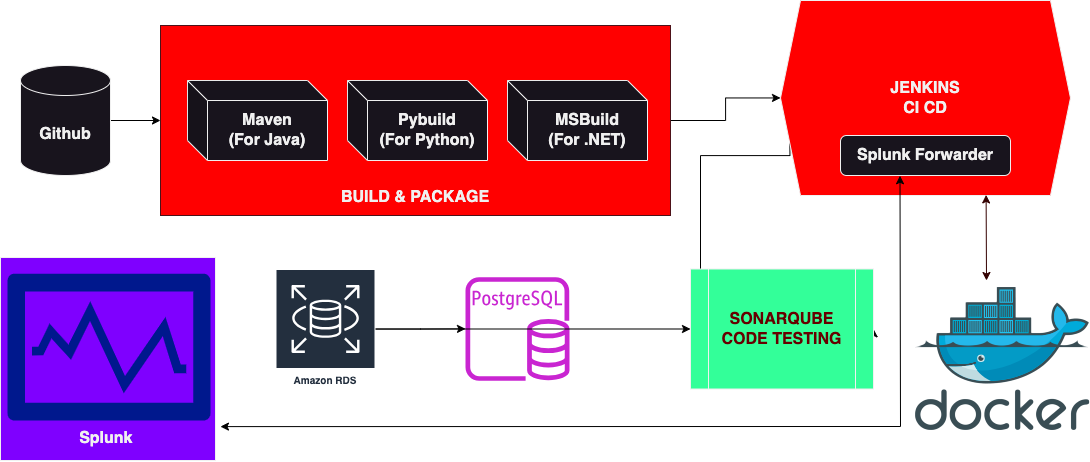 JENKINS
CI CD
Github
Maven
(For Java)
Pybuild
(For Python)
MSBuild
(For .NET)
Splunk Forwarder
BUILD & PACKAGE
PostgreSQL
SONARQUBE
CODE TESTING
Amazon RDS
docker
Splunk